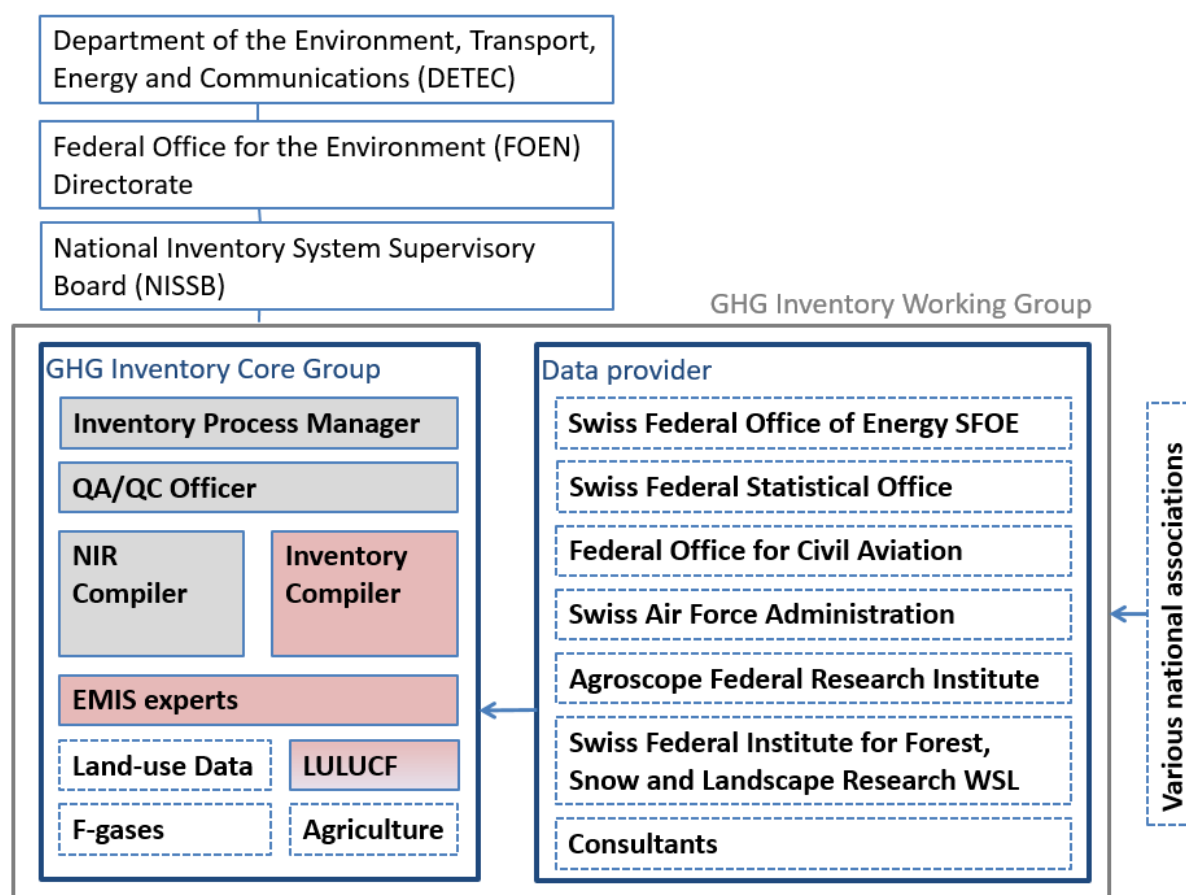 Department of the Environment, Transport,
Energy and Communications (DETEC)
Federal Office for the Environment (FOEN)
Directorate
National Inventory System Supervisory
Board (NISSB)
GHG Inventory Working Group
GHG Inventory Core Group
Inventory Process Manager
QA/QC Officer
NIR
Compiler
Inventory
Compiler
EMIS experts
Land-use Data
LULUCF
F-gases
Agriculture
Data provider
Swiss Federal Office of Energy SFOE
Swiss Federal Statistical Office
Federal Office for Civil Aviation
Swiss Air Force Administration
Agroscope Federal Research Institute
Swiss Federal Institute for Forest,
Snow and Landscape Research WSL
Consultants
Various national associations